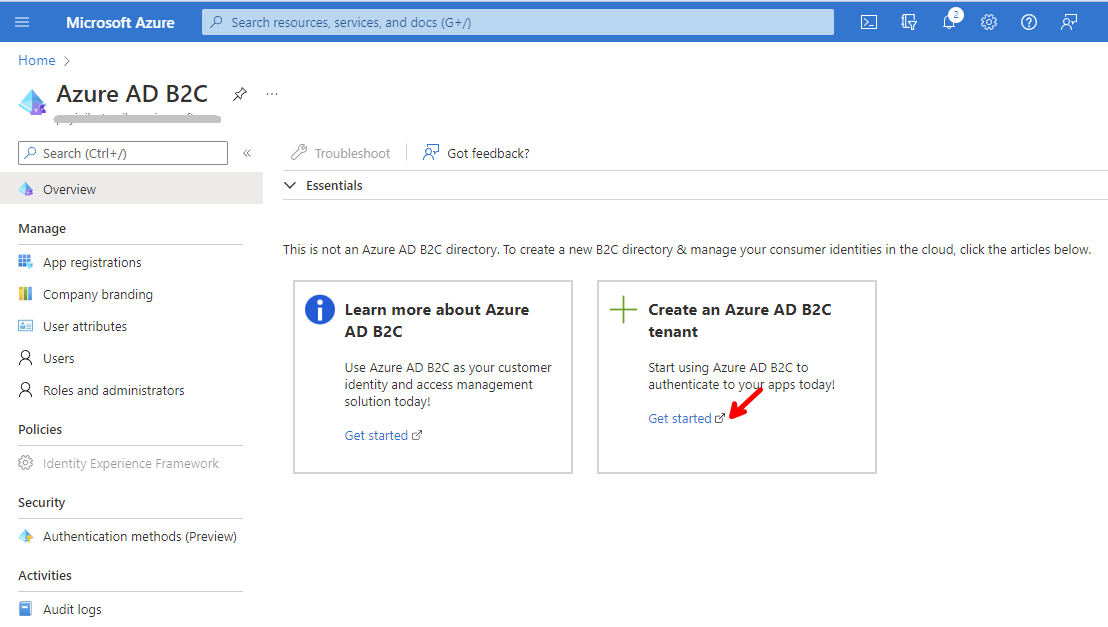 Microsoft Azure
Search resources, services, and docs (G+/)
2
Home
Azure AD B2C
Search (Ctrl+/)
Troubleshoot
Got feedback?
Overview
Essentials
Manage
App registrations
Company branding
User attributes
Users
Roles and administrators
Policies
Identity Experience Framework
Security
Authentication methods (Preview)
Activities
Audit logs
This is not an Azure AD B2C directory. To create a new B2C directory & manage your consumer identities in the cloud, click the articles below.
Learn more about Azure
AD B2C
Use Azure AD B2C as your customer
identity and access management
solution today!
Get started
Create an Azure AD B2C
tenant
Start using Azure AD B2C to
authenticate to your apps today!
Get started